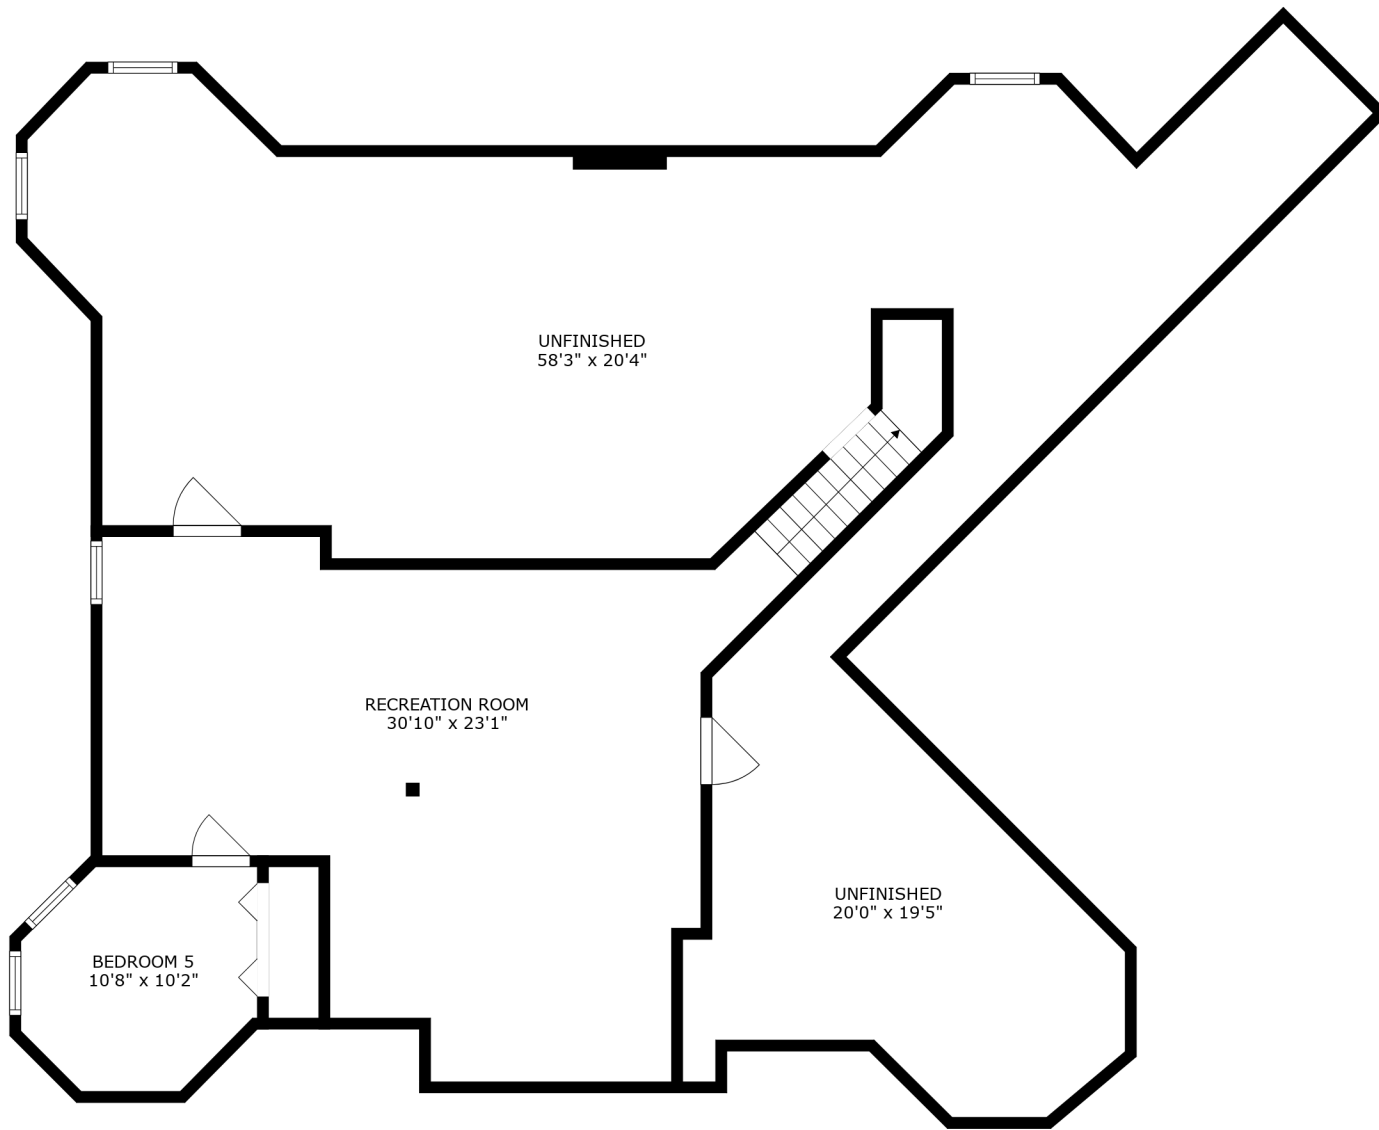 UNFINISHED
58'3" x 20'4"
RECREATION ROOM
30'10" x 23'1"
UNFINISHED
20'0" x 19'5"
BEDROOM 5
10'8" x 10'2"